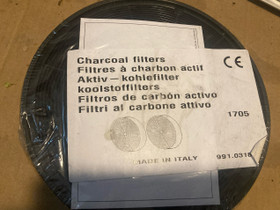 Charcoal filters
Filtres à charbon actif
Aktiv-kohlefilter
koolstoffilters
Filtros de carbón activo
Filtri al carbone attivo
CE
1705
MADE IN ITALY
991.0316